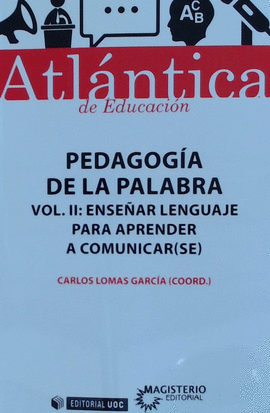 A
B C
Atlántica
de Educación
PEDAGOGÍA
DE LA PALABRA
VOL. II: ENSEÑAR LENGUAJE
PARA APRENDER
A COMUNICAR(SE)
CARLOS LOMAS GARCÍA (COORD.)
EDITORIAL UOC
MAGISTERIO
EDITORIAL